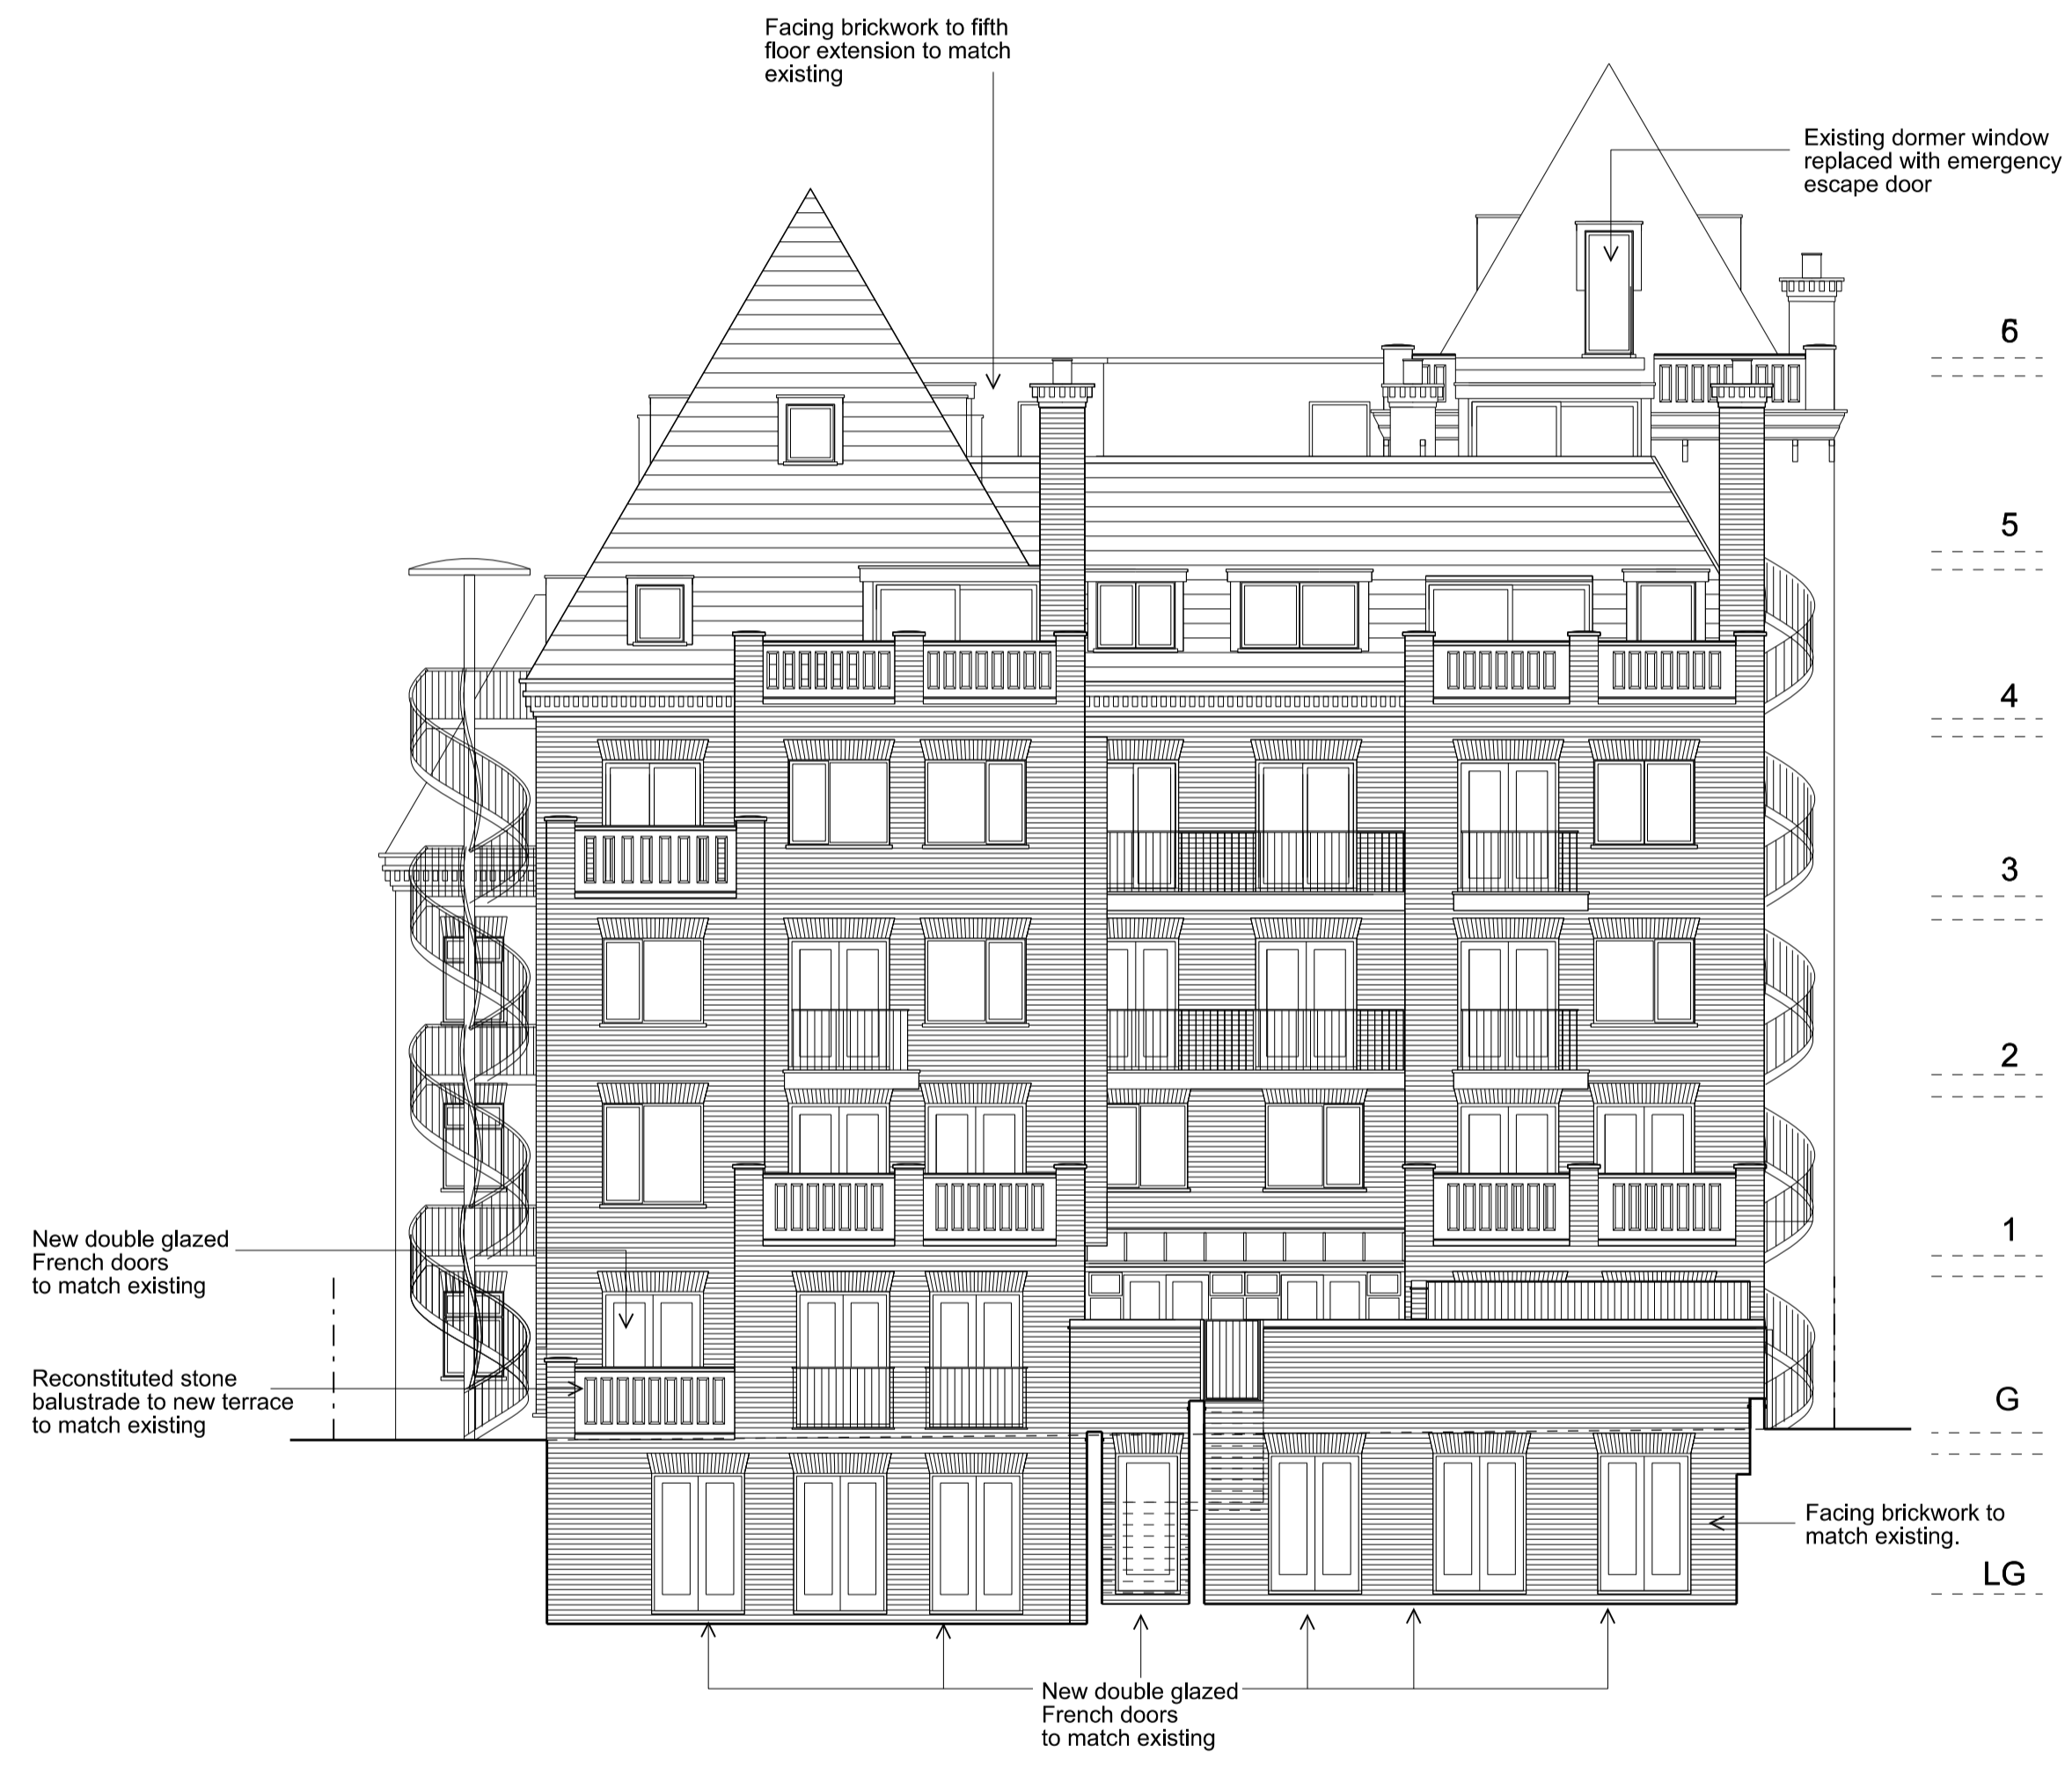 Facing brickwork to fifth
floor extension to match
existing
Existing dormer window
replaced with emergency
escape door
6
5
4
3
2
1
G
LG
New double glazed
French doors
to match existing
Reconstituted stone
balustrade to new terrace
to match existing
Facing brickwork to
match existing.
New double glazed
French doors
to match existing